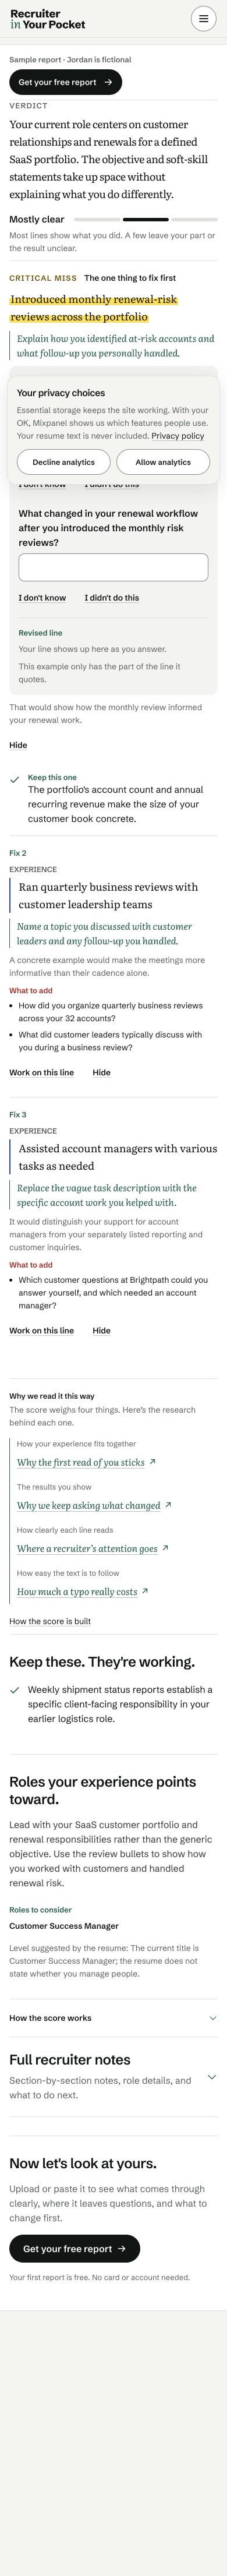 Recruiter
in Your Pocket
Sample report · Jordan is fictional
Get your free report →
VERDICT
Your current role centers on customer
relationships and renewals for a defined
SaaS portfolio. The objective and soft-skill
statements take up space without
explaining what you do differently.
Mostly clear
Most lines show what you did. A few leave your part or
the result unclear.
CRITICAL MISS The one thing to fix first
Introduced monthly renewal-risk
reviews across the portfolio
Explain how you identified at-risk accounts and
what follow-up you personally handled.
Your privacy choices
Essential storage keeps the site working. With your
OK, Mixpanel shows us which features people use.
Your resume text is never included. Privacy policy
Decline analytics
Allow analytics
I don't know I didn't do this
What changed in your renewal workflow
after you introduced the monthly risk
reviews?
I don't know I didn't do this
Revised line
Your line shows up here as you answer.
This example only has the part of the line it
quotes.
That would show how the monthly review informed
your renewal work.
Hide
Keep this one
The portfolio's account count and annual
recurring revenue make the size of your
customer book concrete.
Fix 2
EXPERIENCE
Ran quarterly business reviews with
customer leadership teams
Name a topic you discussed with customer
leaders and any follow-up you handled.
A concrete example would make the meetings more
informative than their cadence alone.
What to add
• How did you organize quarterly business reviews
across your 32 accounts?
• What did customer leaders typically discuss with
you during a business review?
Work on this line Hide
Fix 3
EXPERIENCE
Assisted account managers with various
tasks as needed
Replace the vague task description with the
specific account work you helped with.
It would distinguish your support for account
managers from your separately listed reporting and
customer inquiries.
What to add
• Which customer questions at Brightpath could you
answer yourself, and which needed an account
manager?
Work on this line Hide
Why we read it this way
The score weighs four things. Here's the research
behind each one.
How your experience fits together
Why the first read of you sticks ↗
The results you show
Why we keep asking what changed ↗
How clearly each line reads
Where a recruiter's attention goes ↗
How easy the text is to follow
How much a typo really costs ↗
How the score is built
Keep these. They're working.
Weekly shipment status reports establish a
specific client-facing responsibility in your
earlier logistics role.
Roles your experience points
toward.
Lead with your SaaS customer portfolio and
renewal responsibilities rather than the generic
objective. Use the review bullets to show how
you worked with customers and handled
renewal risk.
Roles to consider
Customer Success Manager
Level suggested by the resume: The current title is
Customer Success Manager; the resume does not
state whether you manage people.
How the score works
Full recruiter notes
Section-by-section notes, role details, and
what to do next.
Now let's look at yours.
Upload or paste it to see what comes through
clearly, where it leaves questions, and what to
change first.
Get your free report →
Your first report is free. No card or account needed.